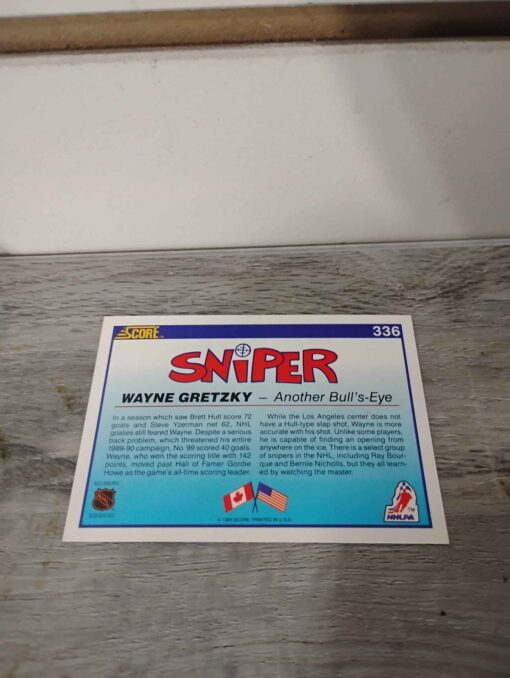 SCORE
336
SNIPER
WAYNE GRETZKY – Another Bull's-Eye
In a season which saw Brett Hull score 72
goals and Steve Yzerman net 62, NHL
goalies still feared Wayne. Despite a serious
back problem, which threatened his entire
1989-90 campaign, No. 99 scored 40 goals.
Wayne, who won the scoring title with 142
points, moved past Hall of Famer Gordie
Howe as the game's all-time scoring leader.
While the Los Angeles center does not
have a Hull-type slap shot, Wayne is more
accurate with his shot. Unlike some players,
he is capable of finding an opening from
anywhere on the ice. There is a select group
of snipers in the NHL, including Ray Bour-
que and Bernie Nicholls, but they all learn-
ed by watching the master.
NHL
NHLPA
TM
SCORE, PRINTED IN U.S.A.